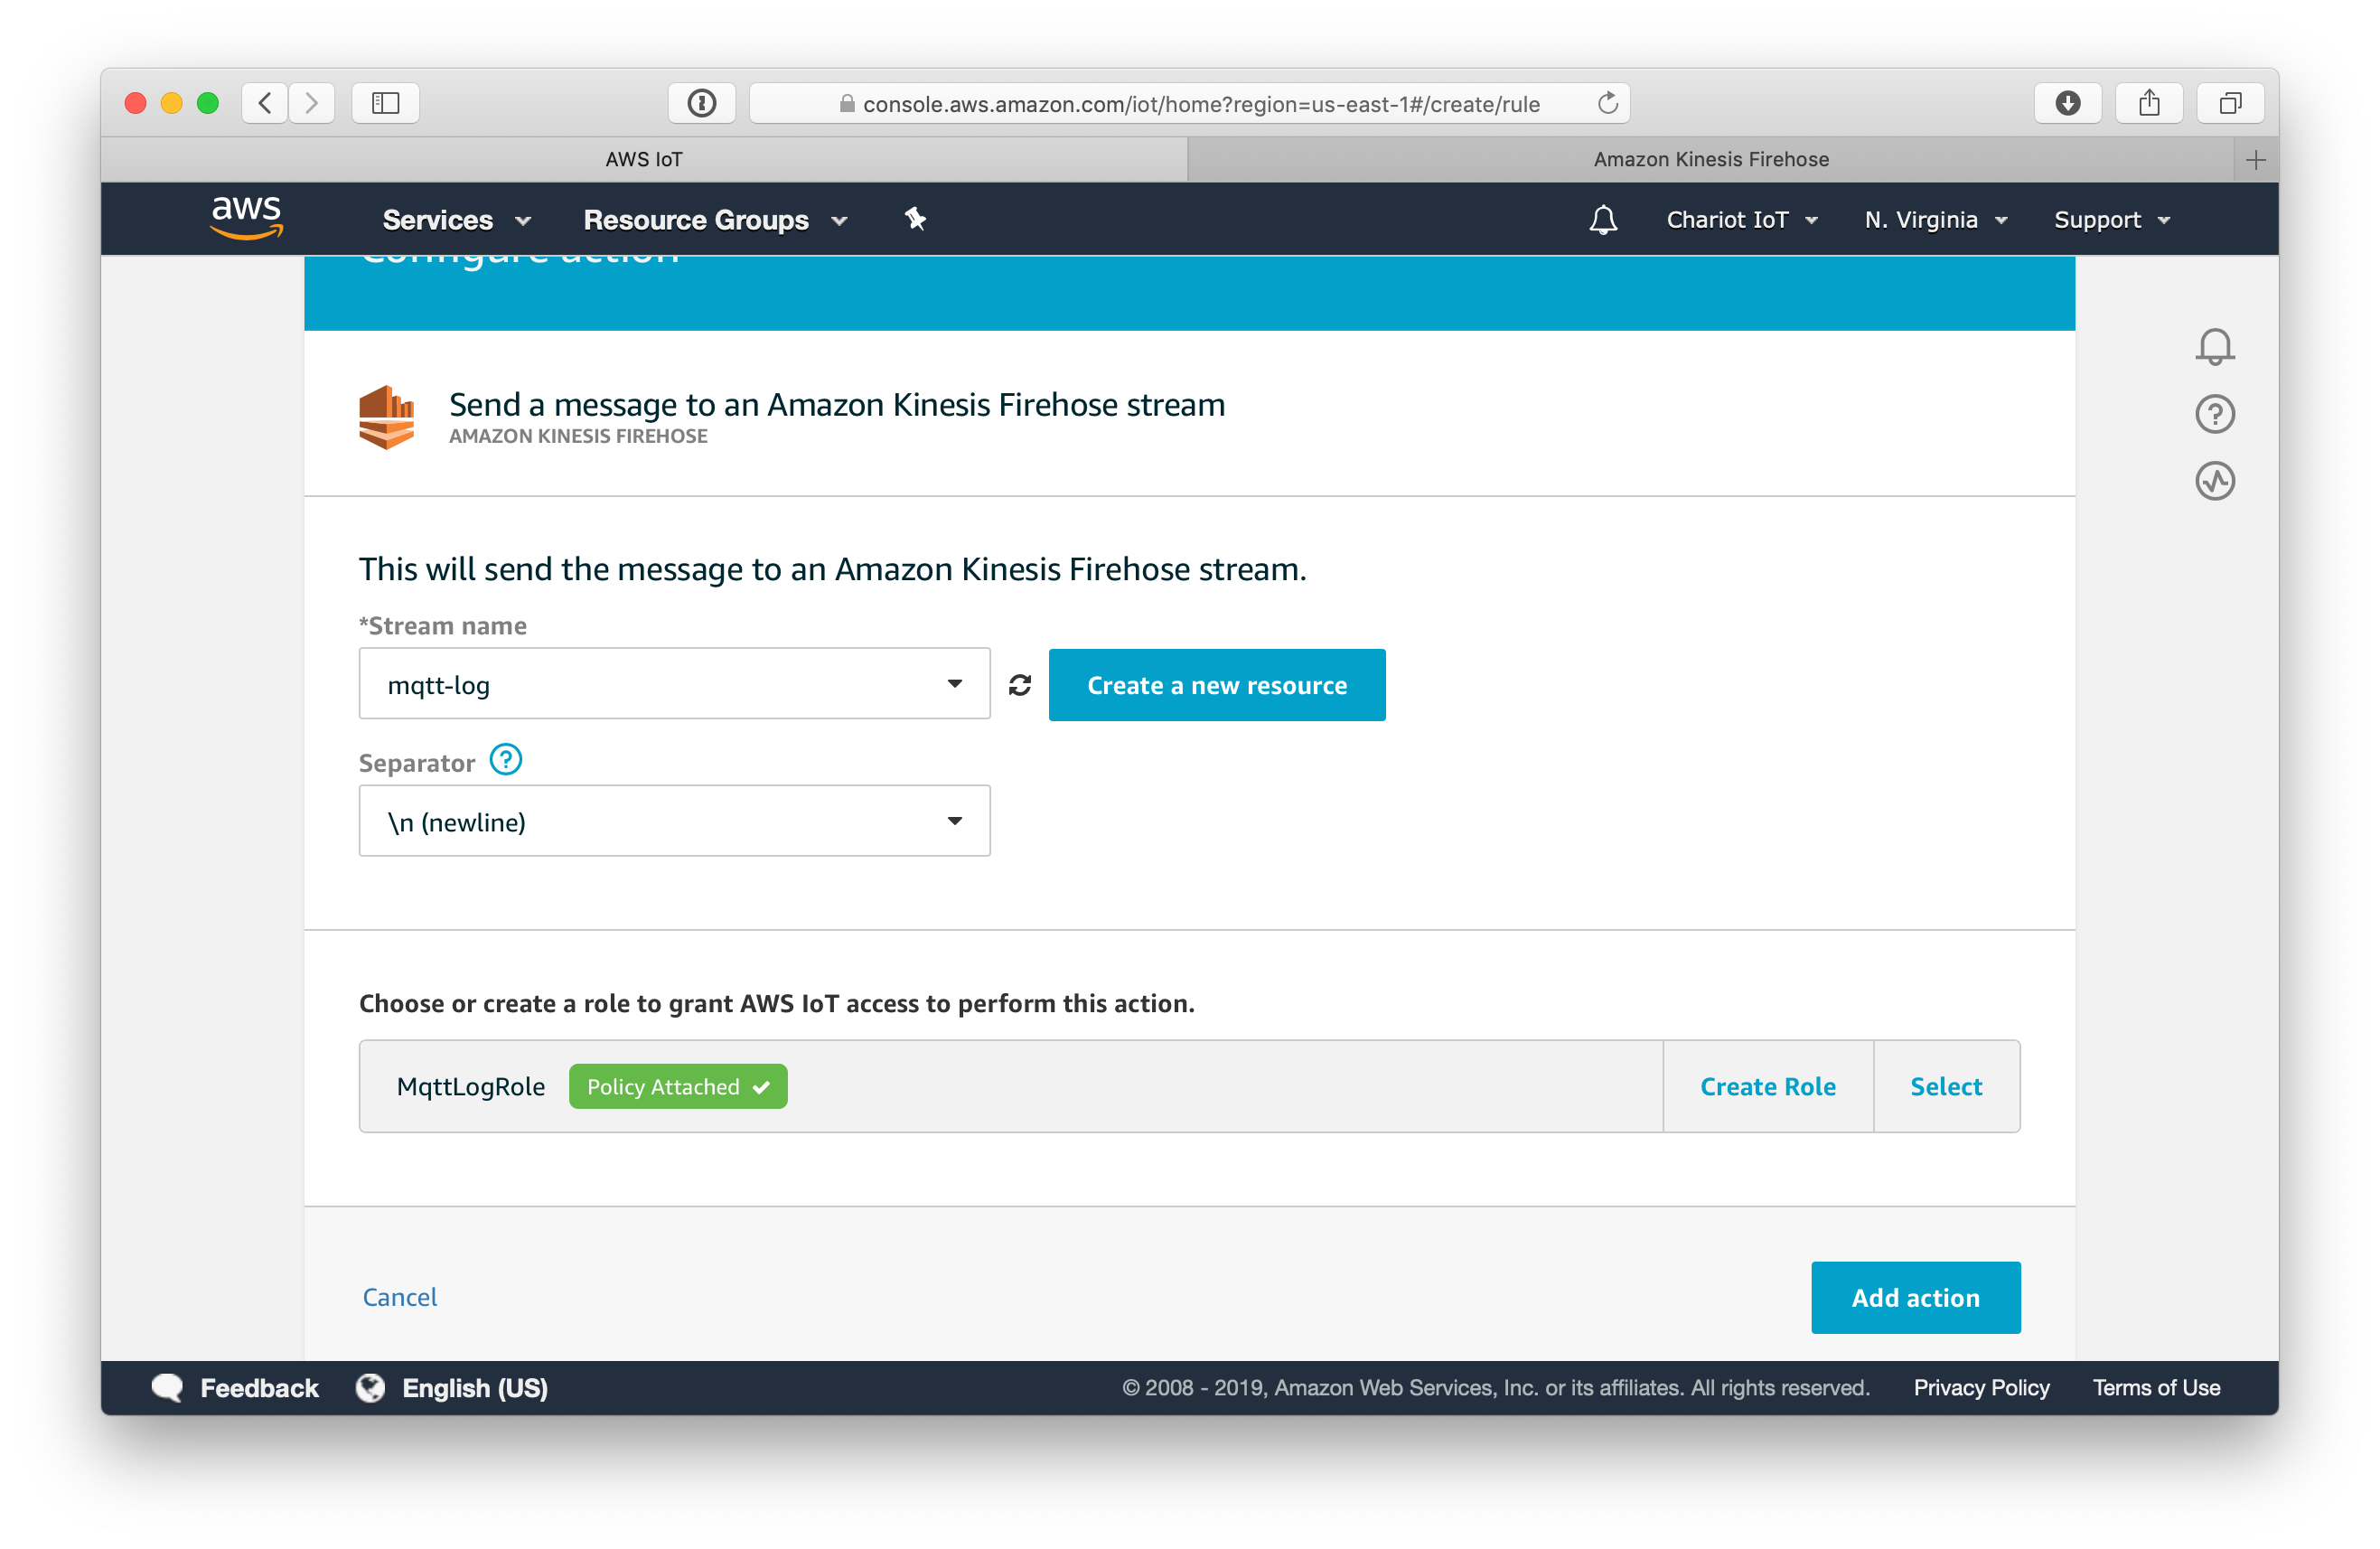 console.aws.amazon.com/iot/home?region=us-east-1#/create/rule
AWS IoT
Amazon Kinesis Firehose
aws
Services
Resource Groups
Chariot IoT
N. Virginia
Support
Configure action
Send a message to an Amazon Kinesis Firehose stream
AMAZON KINESIS FIREHOSE
This will send the message to an Amazon Kinesis Firehose stream.
*Stream name
mqtt-log
Create a new resource
Separator ?
\n (newline)
Choose or create a role to grant AWS IoT access to perform this action.
MqttLogRole
Policy Attached
Create Role
Select
Cancel
Add action
Feedback
English (US)
© 2008 - 2019, Amazon Web Services, Inc. or its affiliates. All rights reserved.
Privacy Policy
Terms of Use